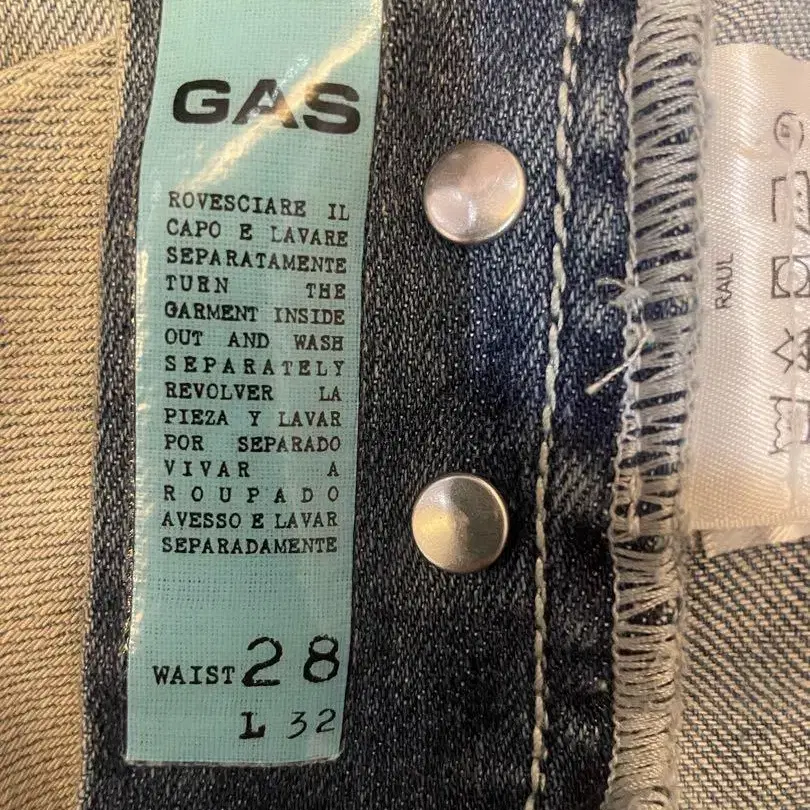 GAS
ROVESCIARE IL
CAPO E LAVARE
SEPARATAMENTE
TURN THE
GARMENT INSIDE
OUT AND WASH
SEPARATELY
REVOLVER LA
PIEZA Y LAVAR
POR SEPARADO
VIVAR A
ROUPADO
AVESSO E LAVAR
SEPARADAMENTE
WAIST 28
L 32
RAUL